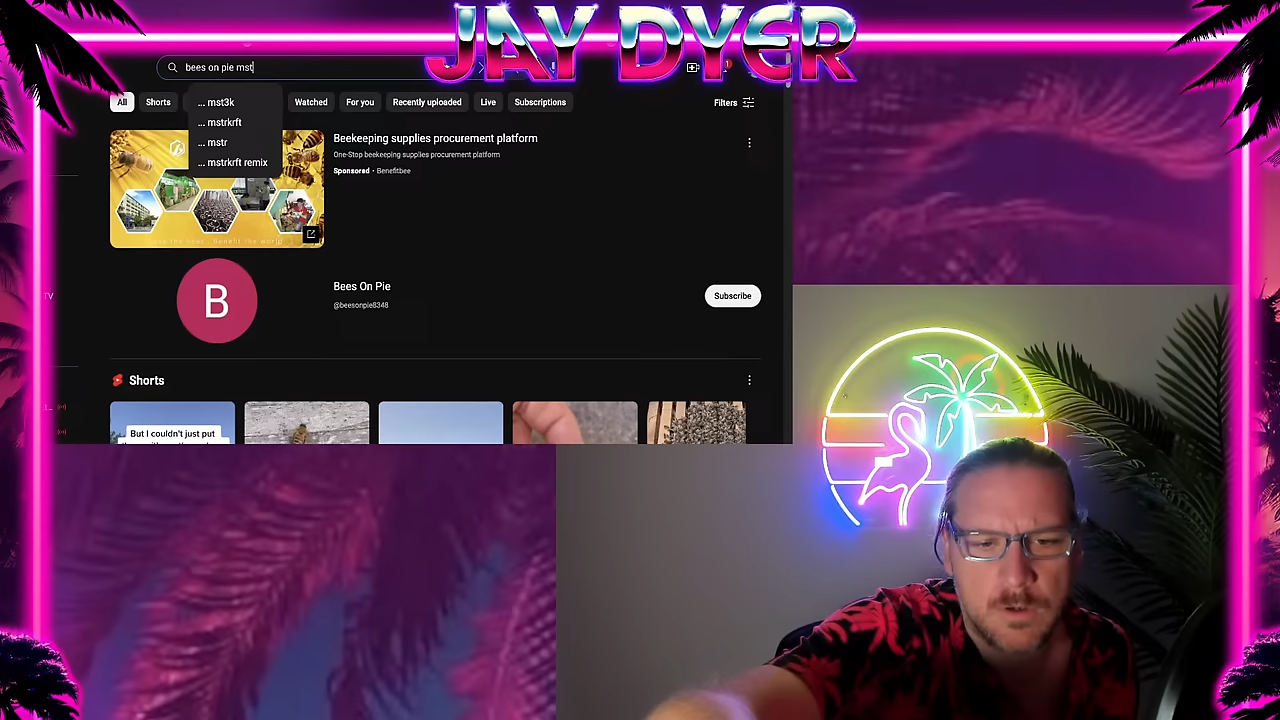 JAY DYER
bees on pie mst
... mst3k
... mstrkrft
... mstr
... mstrkrft remix
All
Shorts
Watched
For you
Recently uploaded
Live
Subscriptions
Filters
Beekeeping supplies procurement platform
One-Stop beekeeping supplies procurement platform
Sponsored · Benefitbee
B
Bees On Pie
@beesonpie8348
Subscribe
TV
Shorts
But I couldn't just put